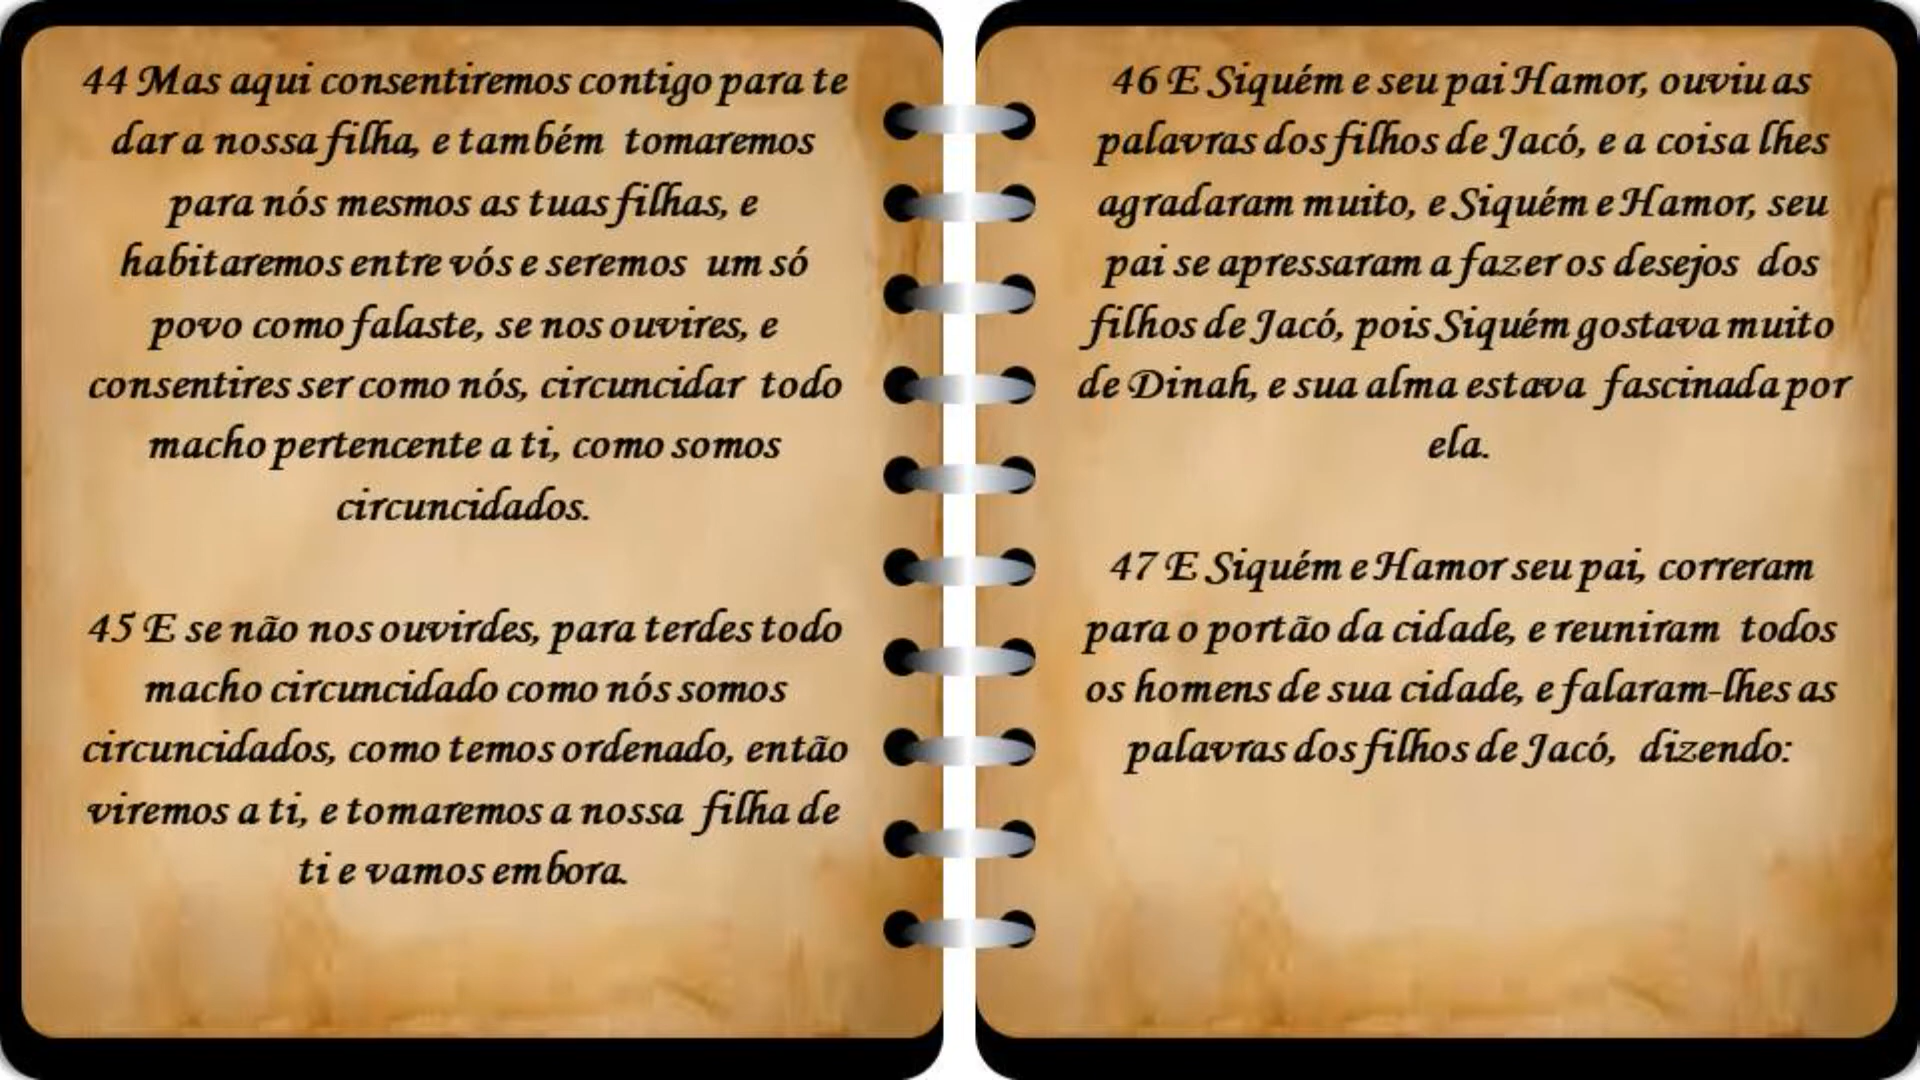 44 Mas aqui consentiremos contigo para te
dar a nossa filha, e também tomaremos
para nós mesmos as tuas filhas, e
habitaremos entre vós e seremos um só
povo como falaste, se nos ouvires, e
consentires ser como nós, circuncidar todo
macho pertencente a ti, como somos
circuncidados.
45 E se não nos ouvirdes, para terdes todo
macho circuncidado como nós somos
circuncidados, como temos ordenado, então
viremos a ti, e tomaremos a nossa filha de
ti e vamos embora.
46 E Siquém e seu pai Hamor, ouviu as
palavras dos filhos de Jacó, e a coisa lhes
agradaram muito, e Siquém e Hamor, seu
pai se apressaram a fazer os desejos dos
filhos de Jacó, pois Siquém gostava muito
de Dinah, e sua alma estava fascinada por
ela.
47 E Siquém e Hamor seu pai, correram
para o portão da cidade, e reuniram todos
os homens de sua cidade, e falaram-lhes as
palavras dos filhos de Jacó, dizendo: